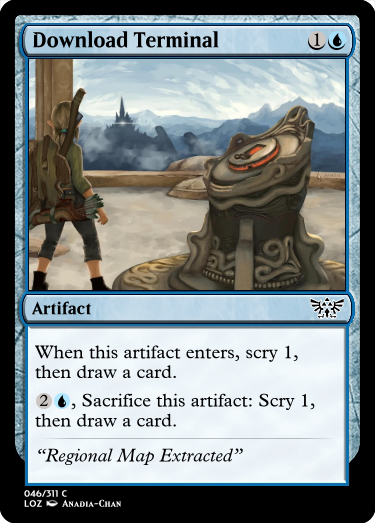 Download Terminal 1
Artifact
When this artifact enters, scry 1,
then draw a card.
2, Sacrifice this artifact: Scry 1,
then draw a card.
“Regional Map Extracted”
046/311 C
LOZ Anadia-Chan